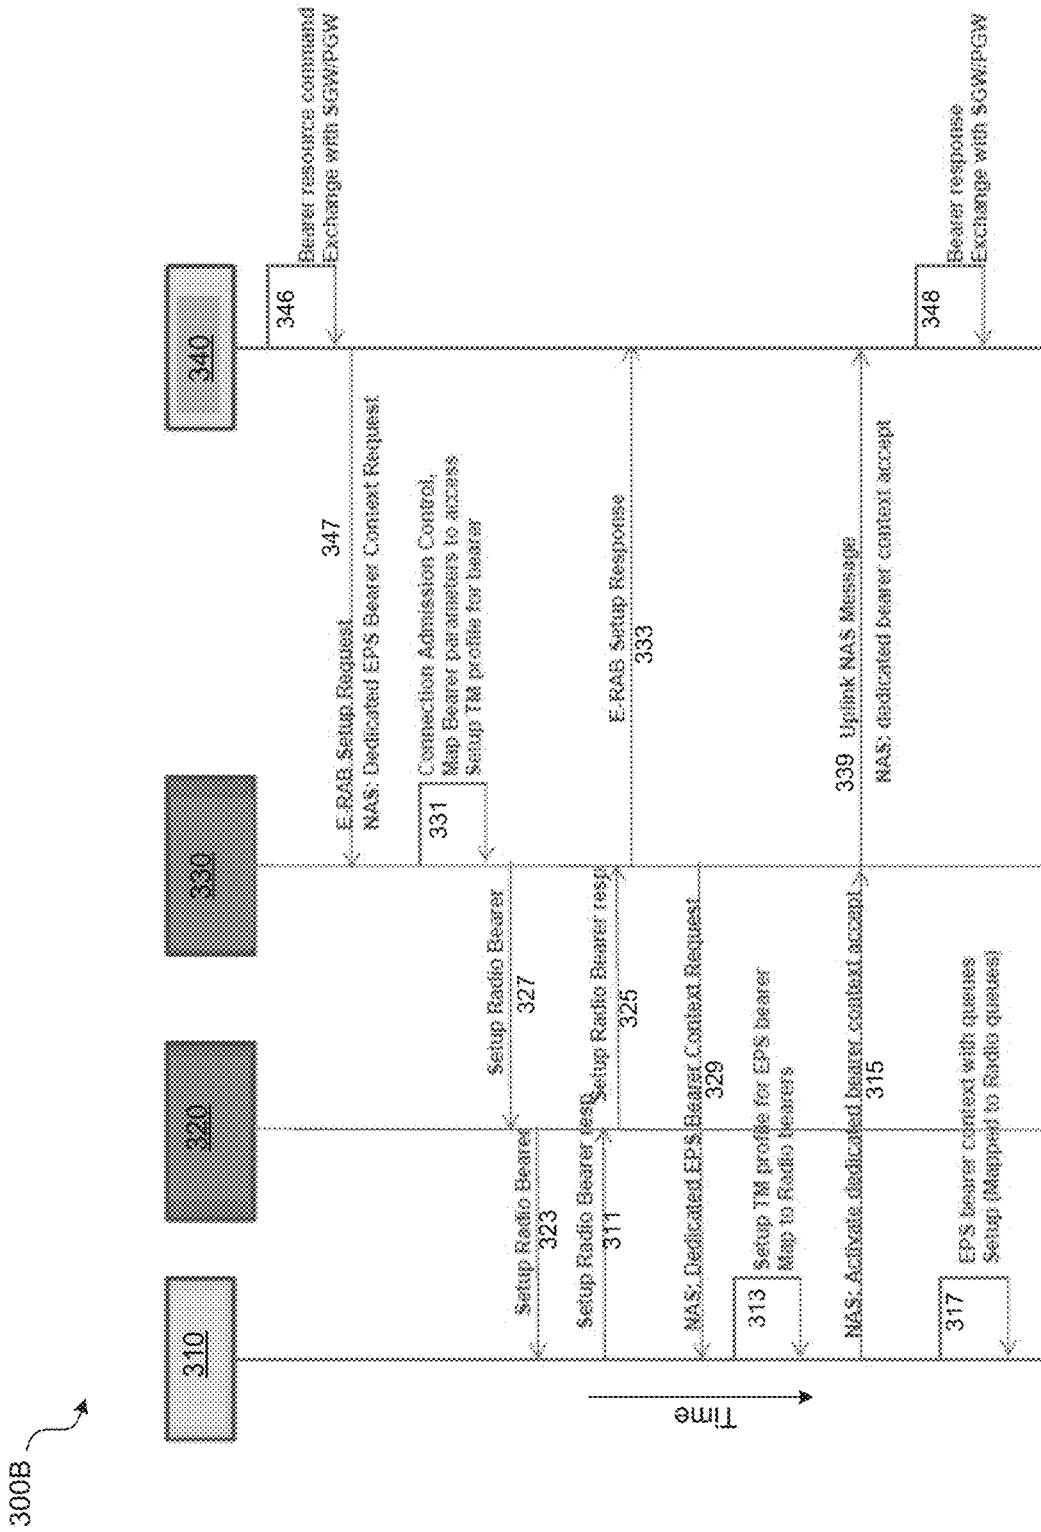 300B
310
320
330
340
346
Bearer resource command
Exchange with SGW/PGW
347
E-RAB Setup Request
NAS: Dedicated EPS Bearer Context Request
331
Connection Admission Control,
Map Bearer parameters to access
Setup TM profile for bearer
Setup Radio Bearer
327
Setup Radio Bearer
323
Setup Radio Bearer resp
311
Setup Radio Bearer resp
325
E-RAB Setup Response
333
NAS: Dedicated EPS Bearer Context Request
329
313
Setup TM profile for EPS bearer
Map to Radio bearers
NAS: Activate dedicated bearer context accept
315
339 Uplink NAS Message
NAS: dedicated bearer context accept
348
Bearer response
Exchange with SGW/PGW
317
EPS bearer context with queues
Setup (Mapped to Radio queues)
Time